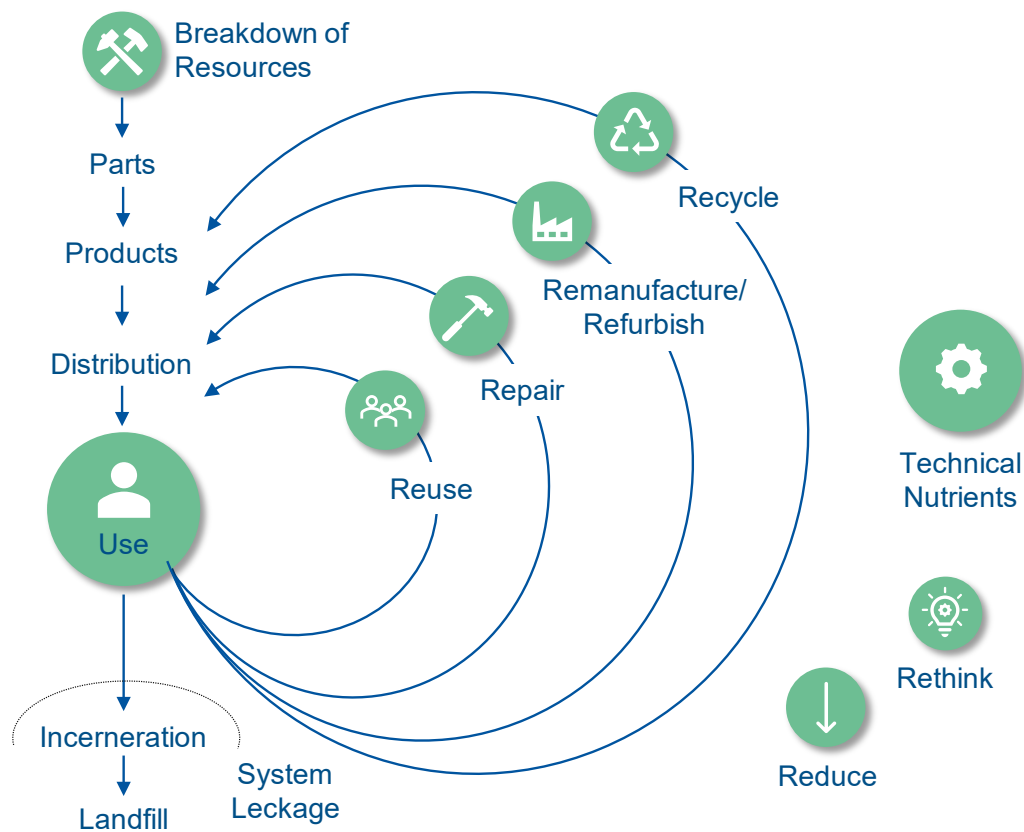 Breakdown of
Resources
Parts
Products
Distribution
Use
Incerneration
Landfill
System
Leckage
Recycle
Remanufacture/
Refurbish
Repair
Reuse
Technical
Nutrients
Rethink
Reduce